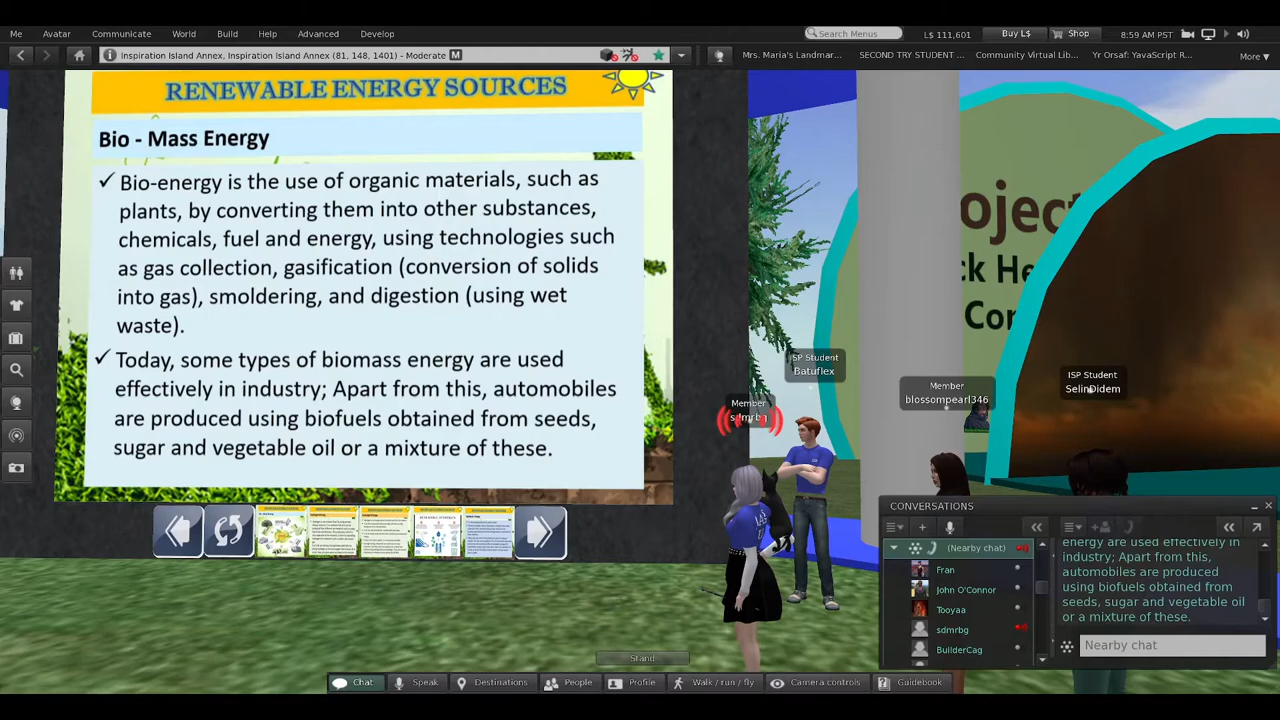 Me Avatar Communicate World Build Help Advanced Develop
Search Menus
L$ 111,601
Buy L$
Shop
8:59 AM PST
Inspiration Island Annex, Inspiration Island Annex (81, 148, 1401) - Moderate M
Mrs. Maria's Landmar...
SECOND TRY STUDENT ...
Community Virtual Lib...
Yr Orsaf: YavaScript R...
More
RENEWABLE ENERGY SOURCES
Bio - Mass Energy
✓ Bio-energy is the use of organic materials, such as
plants, by converting them into other substances,
chemicals, fuel and energy, using technologies such
as gas collection, gasification (conversion of solids
into gas), smoldering, and digestion (using wet
waste).
✓ Today, some types of biomass energy are used
effectively in industry; Apart from this, automobiles
are produced using biofuels obtained from seeds,
sugar and vegetable oil or a mixture of these.
oject
ck He
Cor
ISP Student
Batuflex
Member
sdmrbg
Member
blossompearl346
ISP Student
SelinDidem
CONVERSATIONS
(Nearby chat)
Fran
John O'Connor
Tooyaa
sdmrbg
BuilderCag
energy are used effectively in
industry; Apart from this,
automobiles are produced
using biofuels obtained from
seeds, sugar and vegetable oil
or a mixture of these.
Nearby chat
Stand
Chat
Speak
Destinations
People
Profile
Walk / run / fly
Camera controls
Guidebook